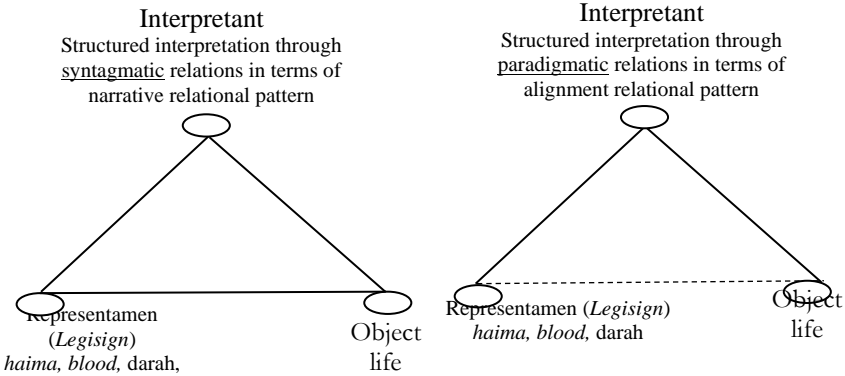 Interpretant
Structured interpretation through
syntagmatic relations in terms of
narrative relational pattern
Representamen
(Legisign)
haima, blood, darah,
Object
life
Interpretant
Structured interpretation through
paradigmatic relations in terms of
alignment relational pattern
Representamen (Legisign)
haima, blood, darah
Object
life